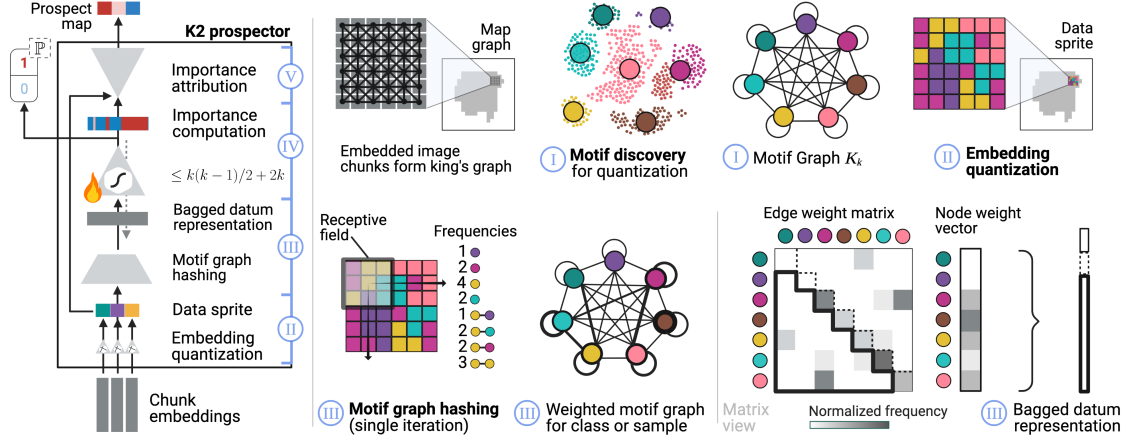 Prospect
map
K2 prospector
ℙ
1
0
Importance
attribution
V
Importance
computation
IV
≤ k(k − 1)/2 + 2k
Bagged datum
representation
III
Motif graph
hashing
Data sprite
II
Embedding
quantization
Chunk
embeddings
Map
graph
Embedded image
chunks form king's graph
I Motif discovery
for quantization
I Motif Graph Kₖ
Data
sprite
II Embedding
quantization
Receptive
field
Frequencies
1
2
4
2
1
2
2
3
III Motif graph hashing
(single iteration)
III Weighted motif graph
for class or sample
Edge weight matrix
Node weight
vector
Matrix
view
Normalized frequency
III Bagged datum
representation